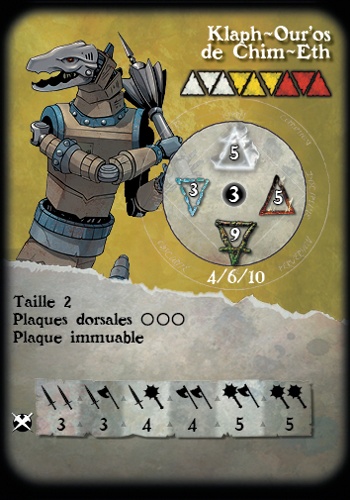 Klaph~Our'os
de Chim~Eth
5
3 3 5
9
4/6/10
Taille 2
Plaques dorsales ○○○
Plaque immuable
3 3 4 4 5 5